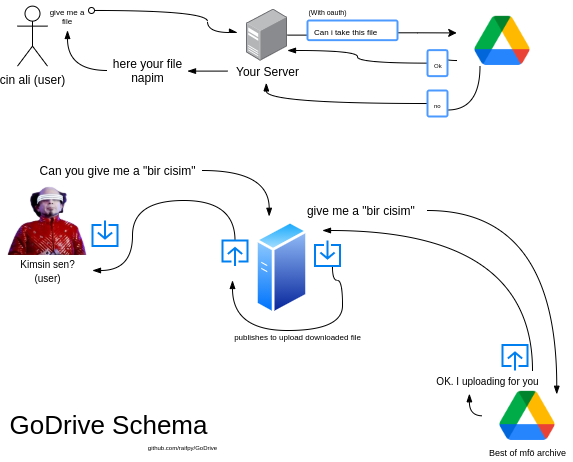 give me a
file
(With oauth)
Can i take this file
Ok
cin ali (user)
here your file
napim
Your Server
no
Can you give me a "bir cisim"
give me a "bir cisim"
Kimsin sen?
(user)
publishes to upload downloaded file
OK. I uploading for you
GoDrive Schema
github.com/raifpy/GoDrive
Best of mfö archive